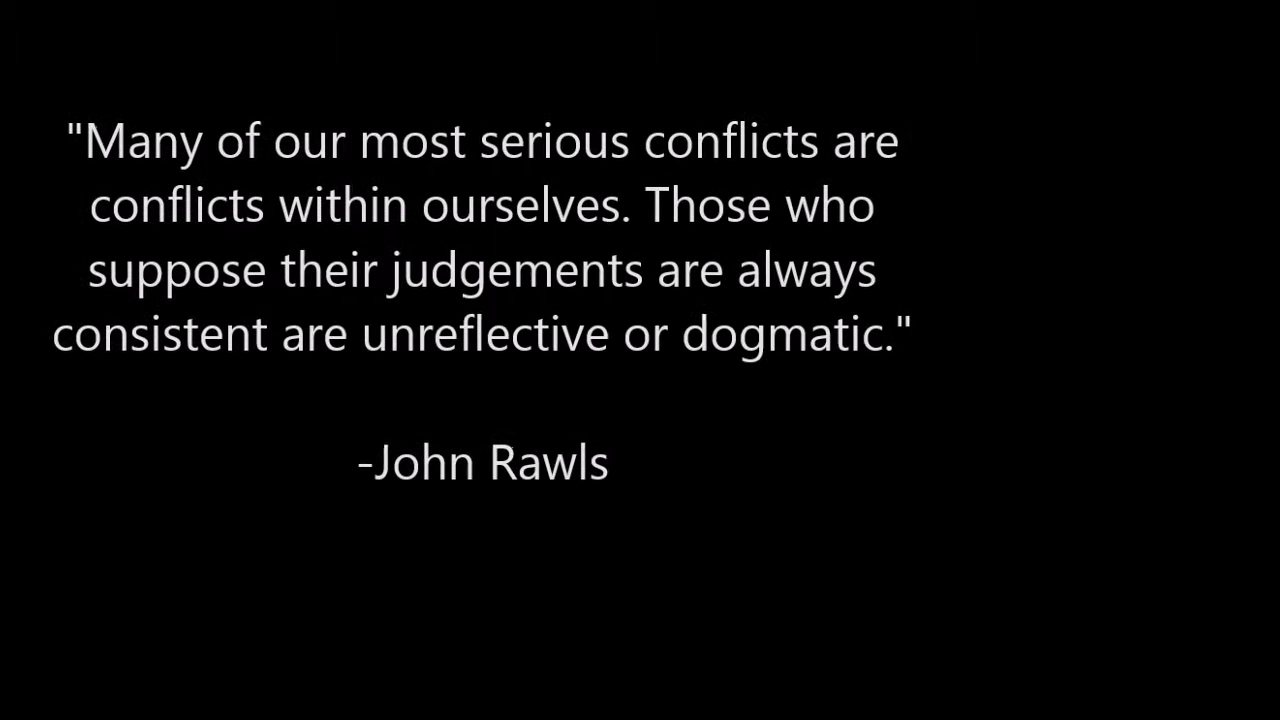 "Many of our most serious conflicts are
conflicts within ourselves. Those who
suppose their judgements are always
consistent are unreflective or dogmatic."
-John Rawls